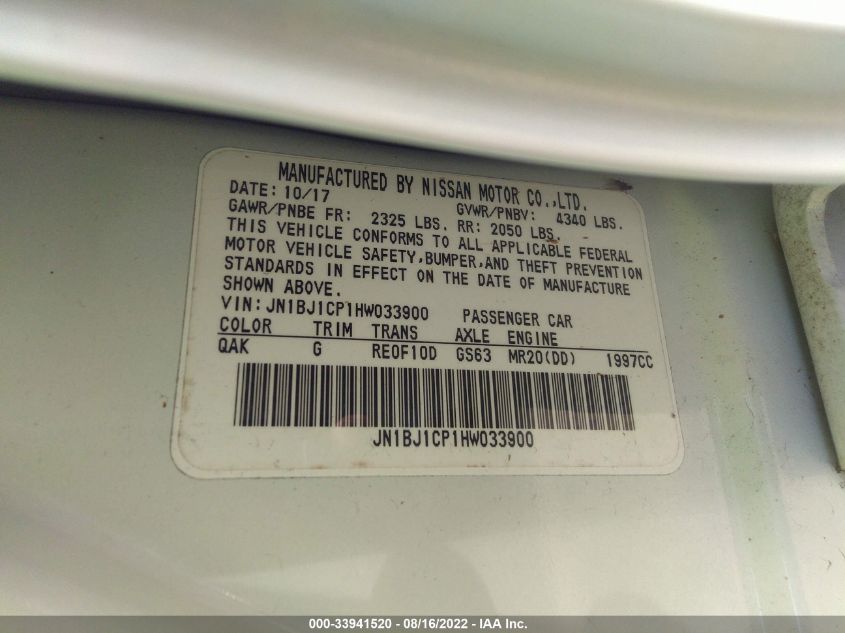 MANUFACTURED BY NISSAN MOTOR CO.,LTD.
DATE: 10/17 GVWR/PNBV: 4340 LBS.
GAWR/PNBE FR: 2325 LBS. RR: 2050 LBS.
THIS VEHICLE CONFORMS TO ALL APPLICABLE FEDERAL
MOTOR VEHICLE SAFETY,BUMPER,AND THEFT PREVENTION
STANDARDS IN EFFECT ON THE DATE OF MANUFACTURE
SHOWN ABOVE.
VIN: JN1BJ1CP1HW033900 PASSENGER CAR
COLOR TRIM TRANS AXLE ENGINE
QAK G RE0F10D GS63 MR20(DD) 1997CC
JN1BJ1CP1HW033900
000-33941520 - 08/16/2022 - IAA Inc.